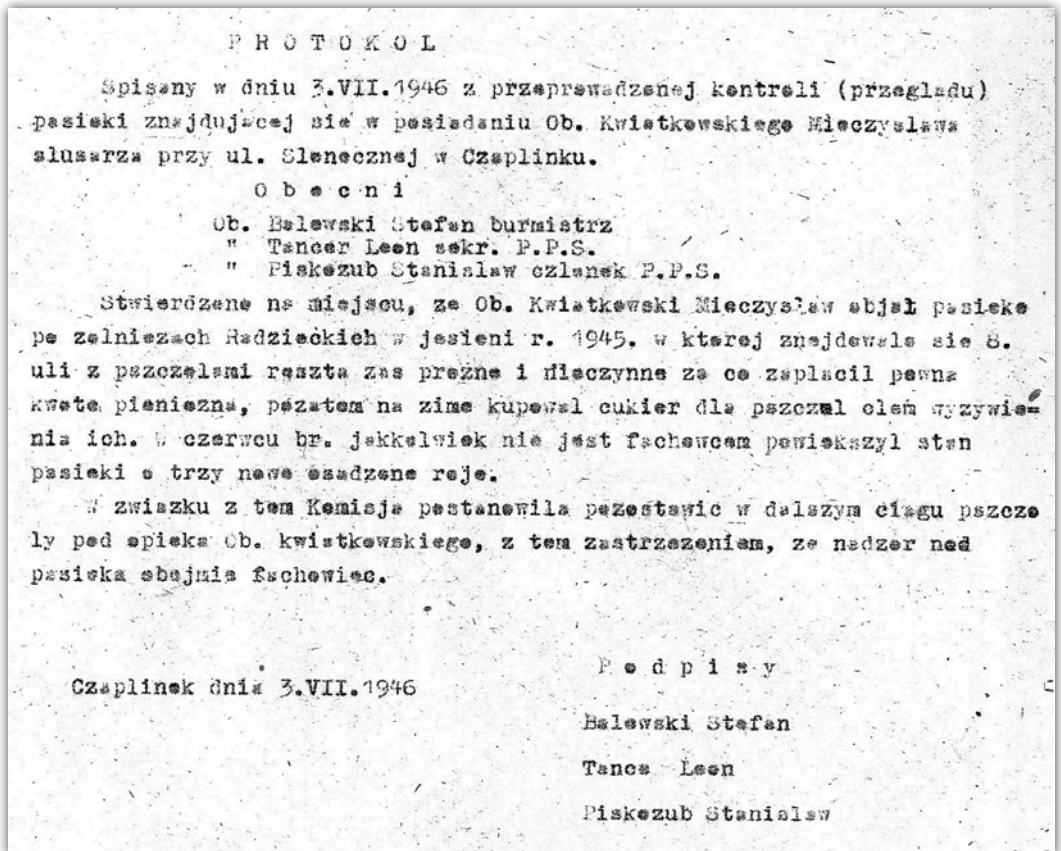 P R O T O K O L
Spisany w dniu 3.VII.1946 z przeprowadzonej kontroli (przegladu)
pasieki znajdujacej sie w posiadaniu Ob. Kwiatkowskiego Mieczyslawa
slusarza przy ul. Slonecznej w Czaplinku.
O b e c n i
Ob. Balewski Stefan burmistrz
" Tancer Leon sekr. P.P.S.
" Piskozub Stanislaw czlonek P.P.S.
Stwierdzono na miejscu, ze Ob. Kwiatkowski Mieczyslaw objal pasieke
po zolniezach Radzieckich w jesieni r. 1945. w ktorej znajdowalo sie 8.
uli z pszczolami reszta zas prozne i nieczynne za co zaplacil pewna
kwote pieniezna, pozatem na zime kupowal cukier dla pszczol clem wyzywie=
nia ich. W czerwcu br. jakkolwiek nie jest fachowcem powiekszyl stan
pasieki o trzy nowo osadzone roje.
W zwiazku z tem Komisja postanowila pozostawic w dalszym ciagu pszczo
ly pod opieka Ob. kwiatkowskiego, z tem zastrzezeniem, ze nadzor nad
pasieka obejmie fachowiec.
P o d p i s y
Czaplinek dnia 3.VII.1946
Balewski Stefan
Tance Leon
Piskozub Stanislaw